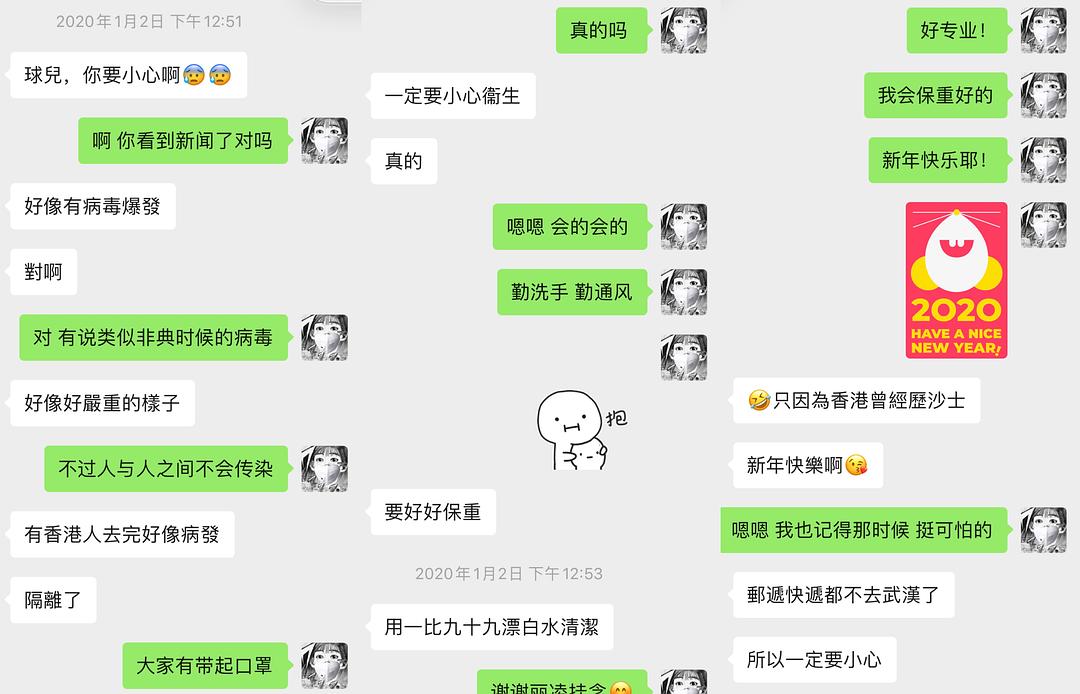 2020年1月2日 下午12:51
球兒，你要小心啊😰😰
啊 你看到新闻了对吗
好像有病毒爆發
對啊
对 有说类似非典时候的病毒
好像好嚴重的樣子
不过人与人之间不会传染
有香港人去完好像病發
隔離了
大家有带起口罩
真的吗
一定要小心衞生
真的
嗯嗯 会的会的
勤洗手 勤通风
抱
要好好保重
2020年1月2日 下午12:53
用一比九十九漂白水清潔
谢谢丽凌挂念😊
好专业！
我会保重好的
新年快乐耶！
2020
HAVE A NICE
NEW YEAR!
🤣只因為香港曾經歷沙士
新年快樂啊😘
嗯嗯 我也记得那时候 挺可怕的
郵遞快遞都不去武漢了
所以一定要小心